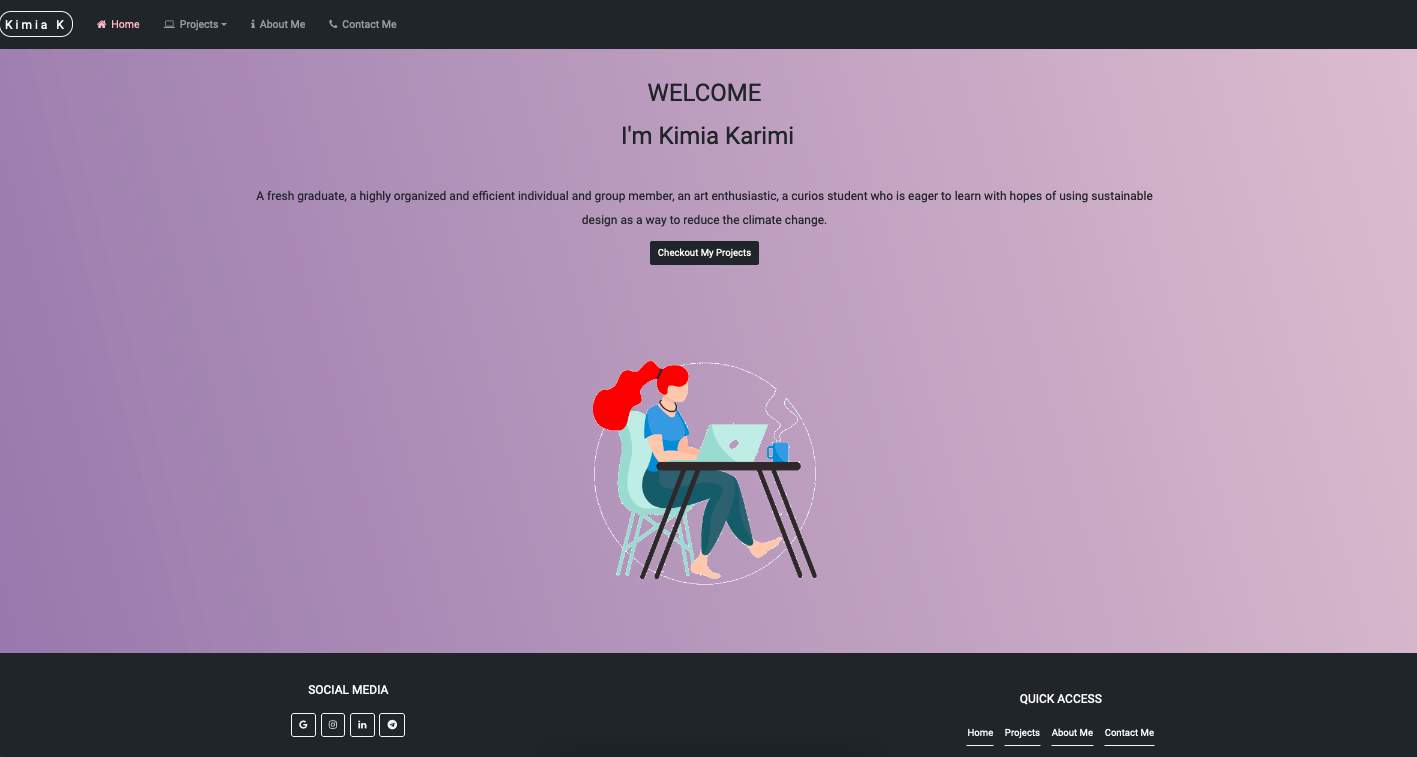 Kimia K
Home
Projects
About Me
Contact Me
WELCOME
I'm Kimia Karimi
A fresh graduate, a highly organized and efficient individual and group member, an art enthusiastic, a curios student who is eager to learn with hopes of using sustainable
design as a way to reduce the climate change.
Checkout My Projects
SOCIAL MEDIA
QUICK ACCESS
Home
Projects
About Me
Contact Me